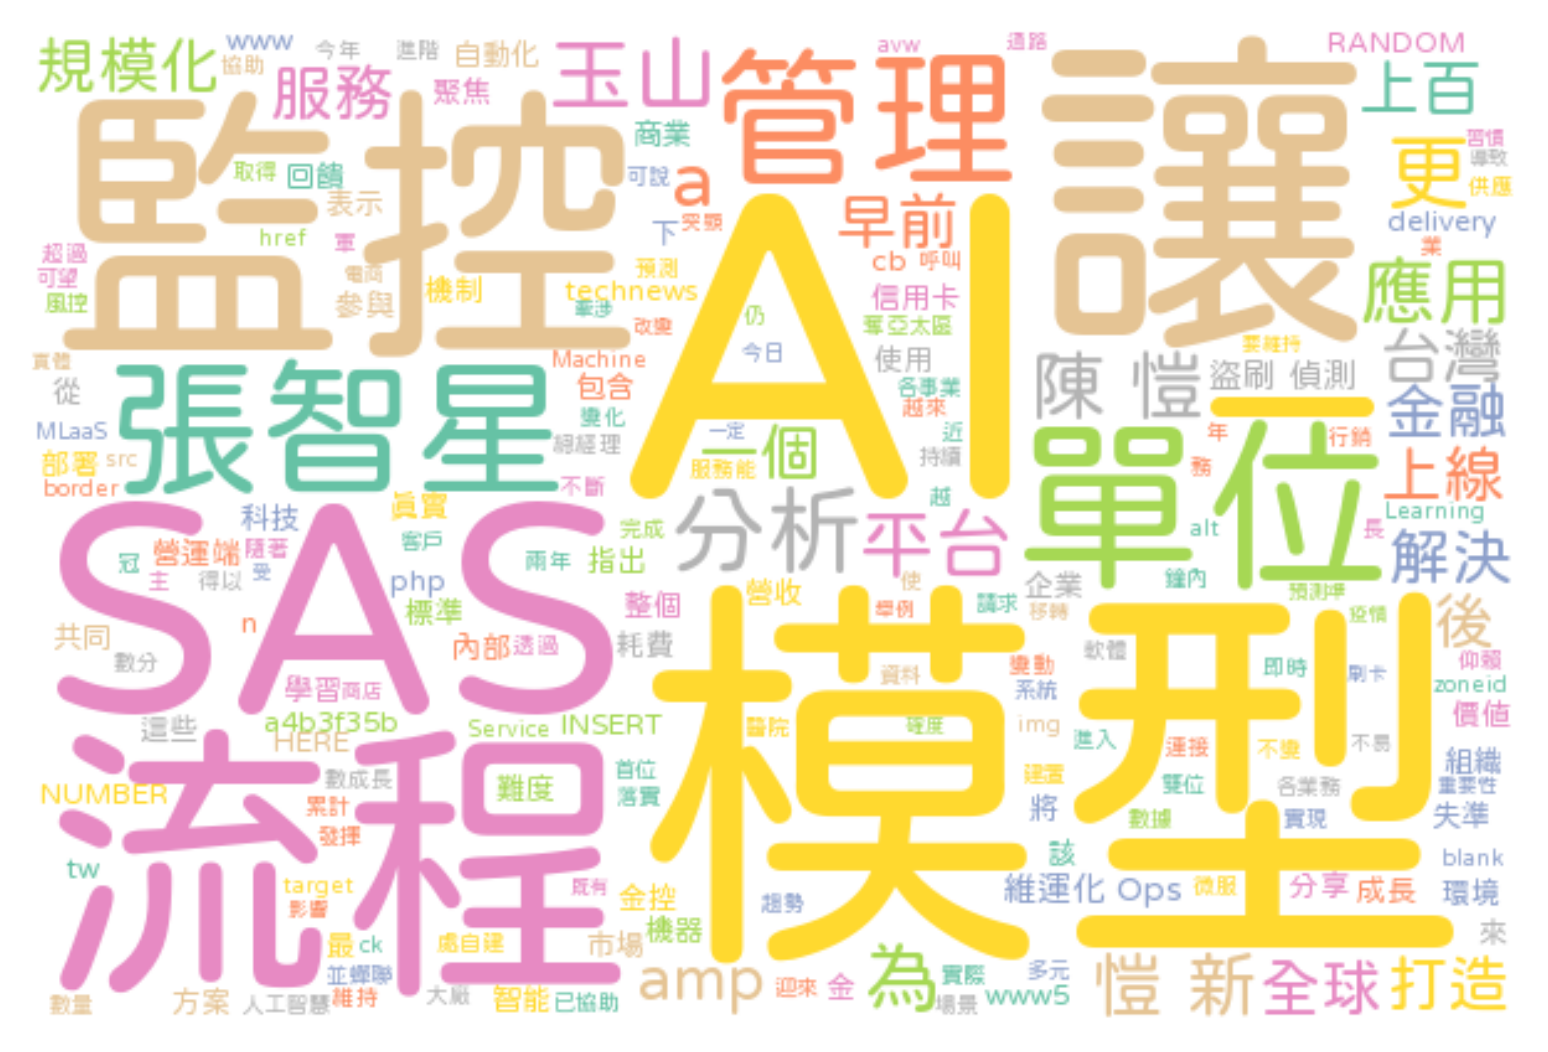 規模化
www
今年
進階
自動化
協助
服務
聚焦
玉山
管理
avw
讓
通路
RANDOM
上百
監控
商業
取得
回饋
可說
a
更
習慣
導致
供應
表示
href
軍
下
突顯
早前
delivery
業
超過
可望
風控
電商
參與
機制
預測
technews
牽涉
改變
AI
cb
呼叫
信用卡
奪亞太區
應用
仍
今日
使用
要維持
台灣
實體
從
張智星
Machine
包含
變化
總經理
各事業
越來
陳 愷
盜刷 偵測
金融
MLaaS
部署
src
border
一定
一個
服務能
近
持續
單位
年
行銷
務
上線
不斷
越
Learning
SAS
科技
真實
分析
平台
alt
長
解決
冠
營運端
隨著
客戶
完成
主
得以
受
php
兩年
指出
標準
整個
營收
使
舉例
請求
企業
移轉
鐘內
預測準
疫情
後
n
共同
數分
內部
透過
耗費
模型
資料
變動
系統
軟體
即時
刷卡
仰賴
zoneid
學習
商店
這些
a4b3f35b
HERE
Service
INSERT
醫院
確度
img
進入
連接
不變
不易
價值
流程
數成長
難度
首位
落實
建置
將
雙位
各業務
組織
重要性
NUMBER
累計
發揮
數據
實現
失準
tw
target
影響
既有
金控
趨勢
該
維運化
Ops
微服
分享
成長
blank
環境
最
ck
處自建
市場
機器
來
並蟬聯
數量
方案
人工智慧
維持
大廠
智能
已協助
amp
迎來
金
為
實際
場景
www5
多元
愷 新
全球
打造